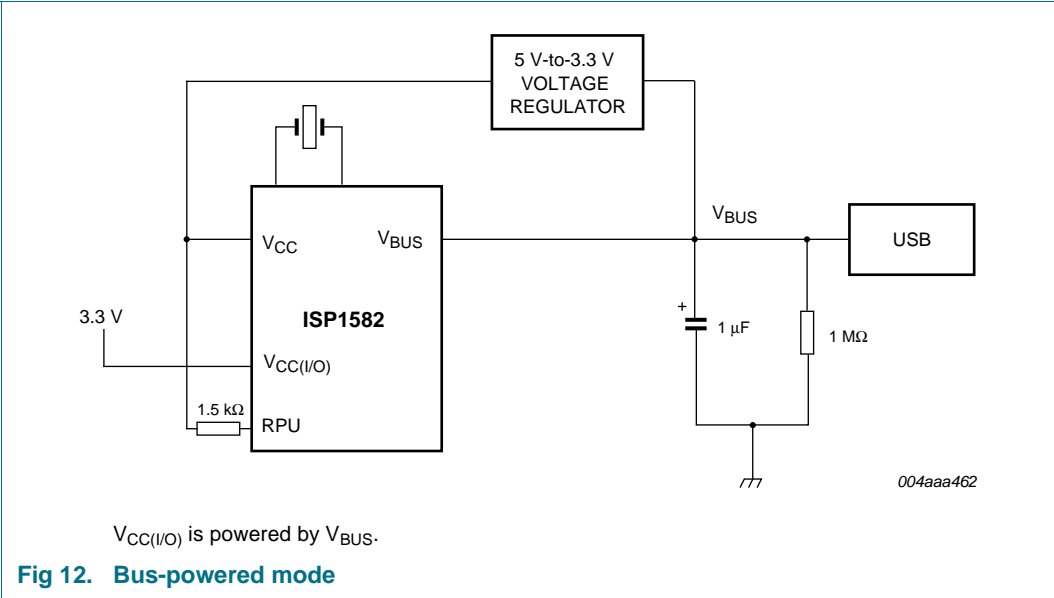 5 V-to-3.3 V
VOLTAGE
REGULATOR
VCC
VBUS
VBUS
USB
3.3 V
ISP1582
+
1 μF
1 MΩ
VCC(I/O)
1.5 kΩ
RPU
004aaa462
VCC(I/O) is powered by VBUS.
Fig 12. Bus-powered mode